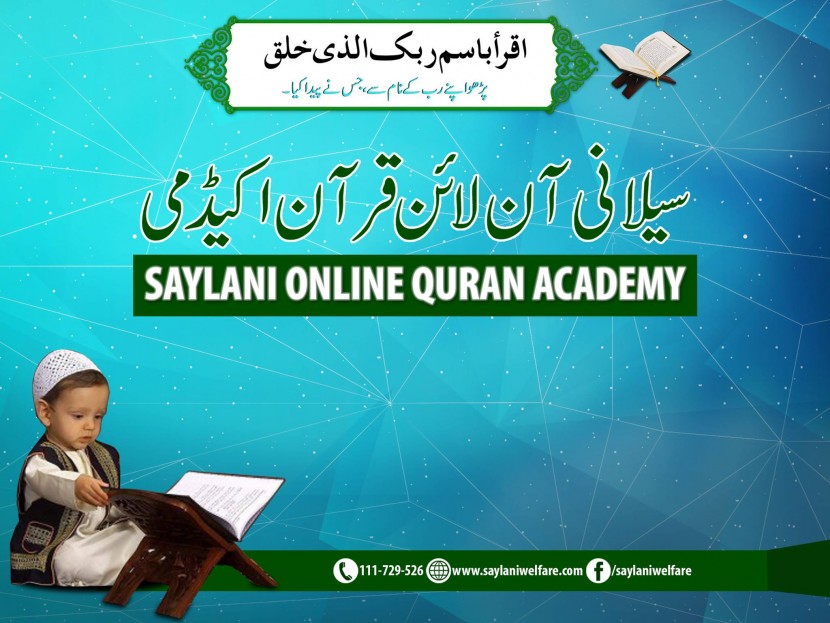 اقرأ باسم ربک الذی خلق
پڑھو اپنے رب کے نام سے، جس نے پیدا کیا۔
سیلانی آن لائن قرآن اکیڈمی
SAYLANI ONLINE QURAN ACADEMY
111-729-526 www.saylaniwelfare.com /saylaniwelfare